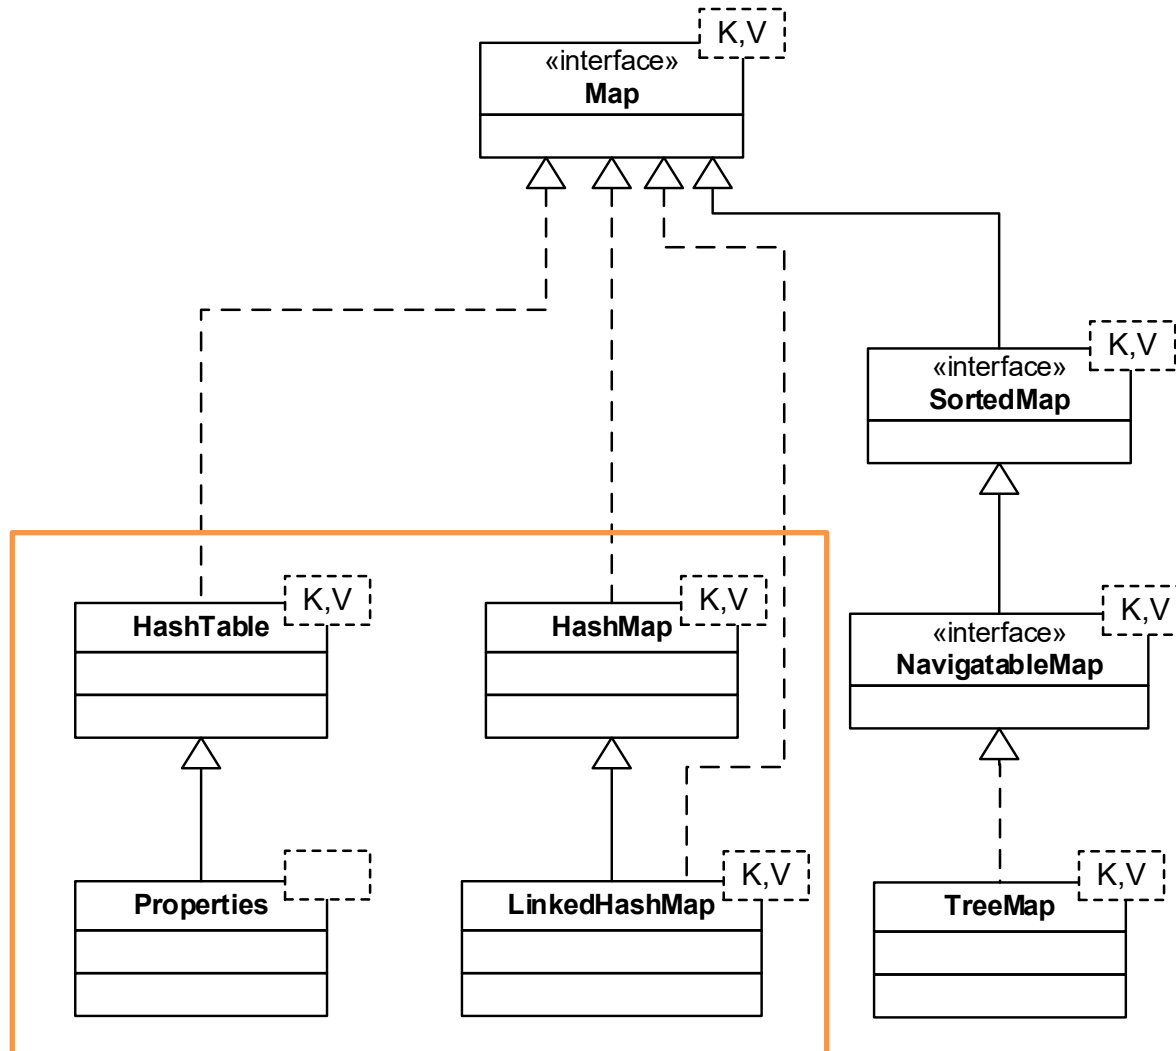 K,V
«interface»
Map
K,V
«interface»
SortedMap
K,V
HashTable
K,V
HashMap
K,V
«interface»
NavigatableMap
Properties
K,V
LinkedHashMap
K,V
TreeMap